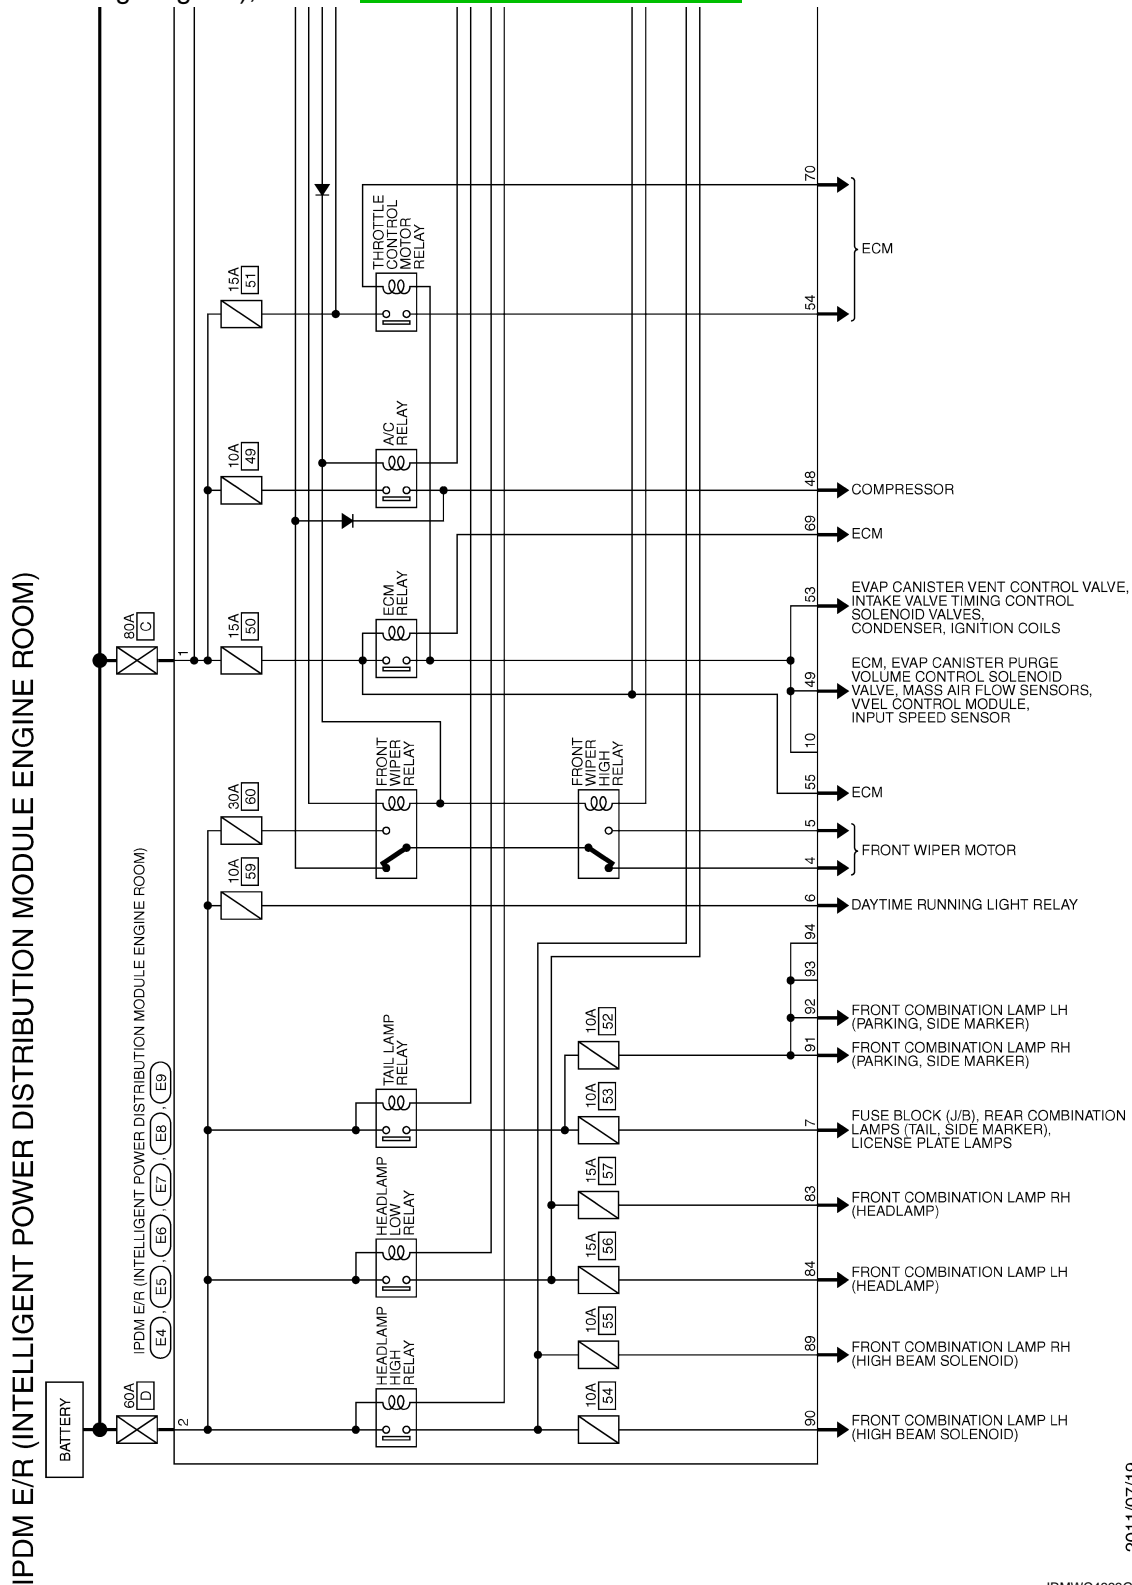 IPDM E/R (INTELLIGENT POWER DISTRIBUTION MODULE ENGINE ROOM)
BATTERY
60A
D
80A
C
2
1
IPDM E/R (INTELLIGENT POWER DISTRIBUTION MODULE ENGINE ROOM)
E4 , E5 , E6 , E7 , E8 , E9
15A
51
THROTTLE
CONTROL
MOTOR
RELAY
70
54
ECM
10A
49
A/C
RELAY
48
COMPRESSOR
69
ECM
15A
50
ECM
RELAY
53
EVAP CANISTER VENT CONTROL VALVE,
INTAKE VALVE TIMING CONTROL
SOLENOID VALVES,
CONDENSER, IGNITION COILS
49
ECM, EVAP CANISTER PURGE
VOLUME CONTROL SOLENOID
VALVE, MASS AIR FLOW SENSORS,
VVEL CONTROL MODULE,
INPUT SPEED SENSOR
10
55
ECM
30A
60
FRONT
WIPER
RELAY
FRONT
WIPER
HIGH
RELAY
5
4
FRONT WIPER MOTOR
10A
59
6
DAYTIME RUNNING LIGHT RELAY
94
93
92
FRONT COMBINATION LAMP LH
(PARKING, SIDE MARKER)
10A
52
91
FRONT COMBINATION LAMP RH
(PARKING, SIDE MARKER)
TAIL LAMP
RELAY
10A
53
7
FUSE BLOCK (J/B), REAR COMBINATION
LAMPS (TAIL, SIDE MARKER),
LICENSE PLATE LAMPS
15A
57
83
FRONT COMBINATION LAMP RH
(HEADLAMP)
HEADLAMP
LOW
RELAY
15A
56
84
FRONT COMBINATION LAMP LH
(HEADLAMP)
10A
55
89
FRONT COMBINATION LAMP RH
(HIGH BEAM SOLENOID)
HEADLAMP
HIGH
RELAY
10A
54
90
FRONT COMBINATION LAMP LH
(HIGH BEAM SOLENOID)
2011/07/19